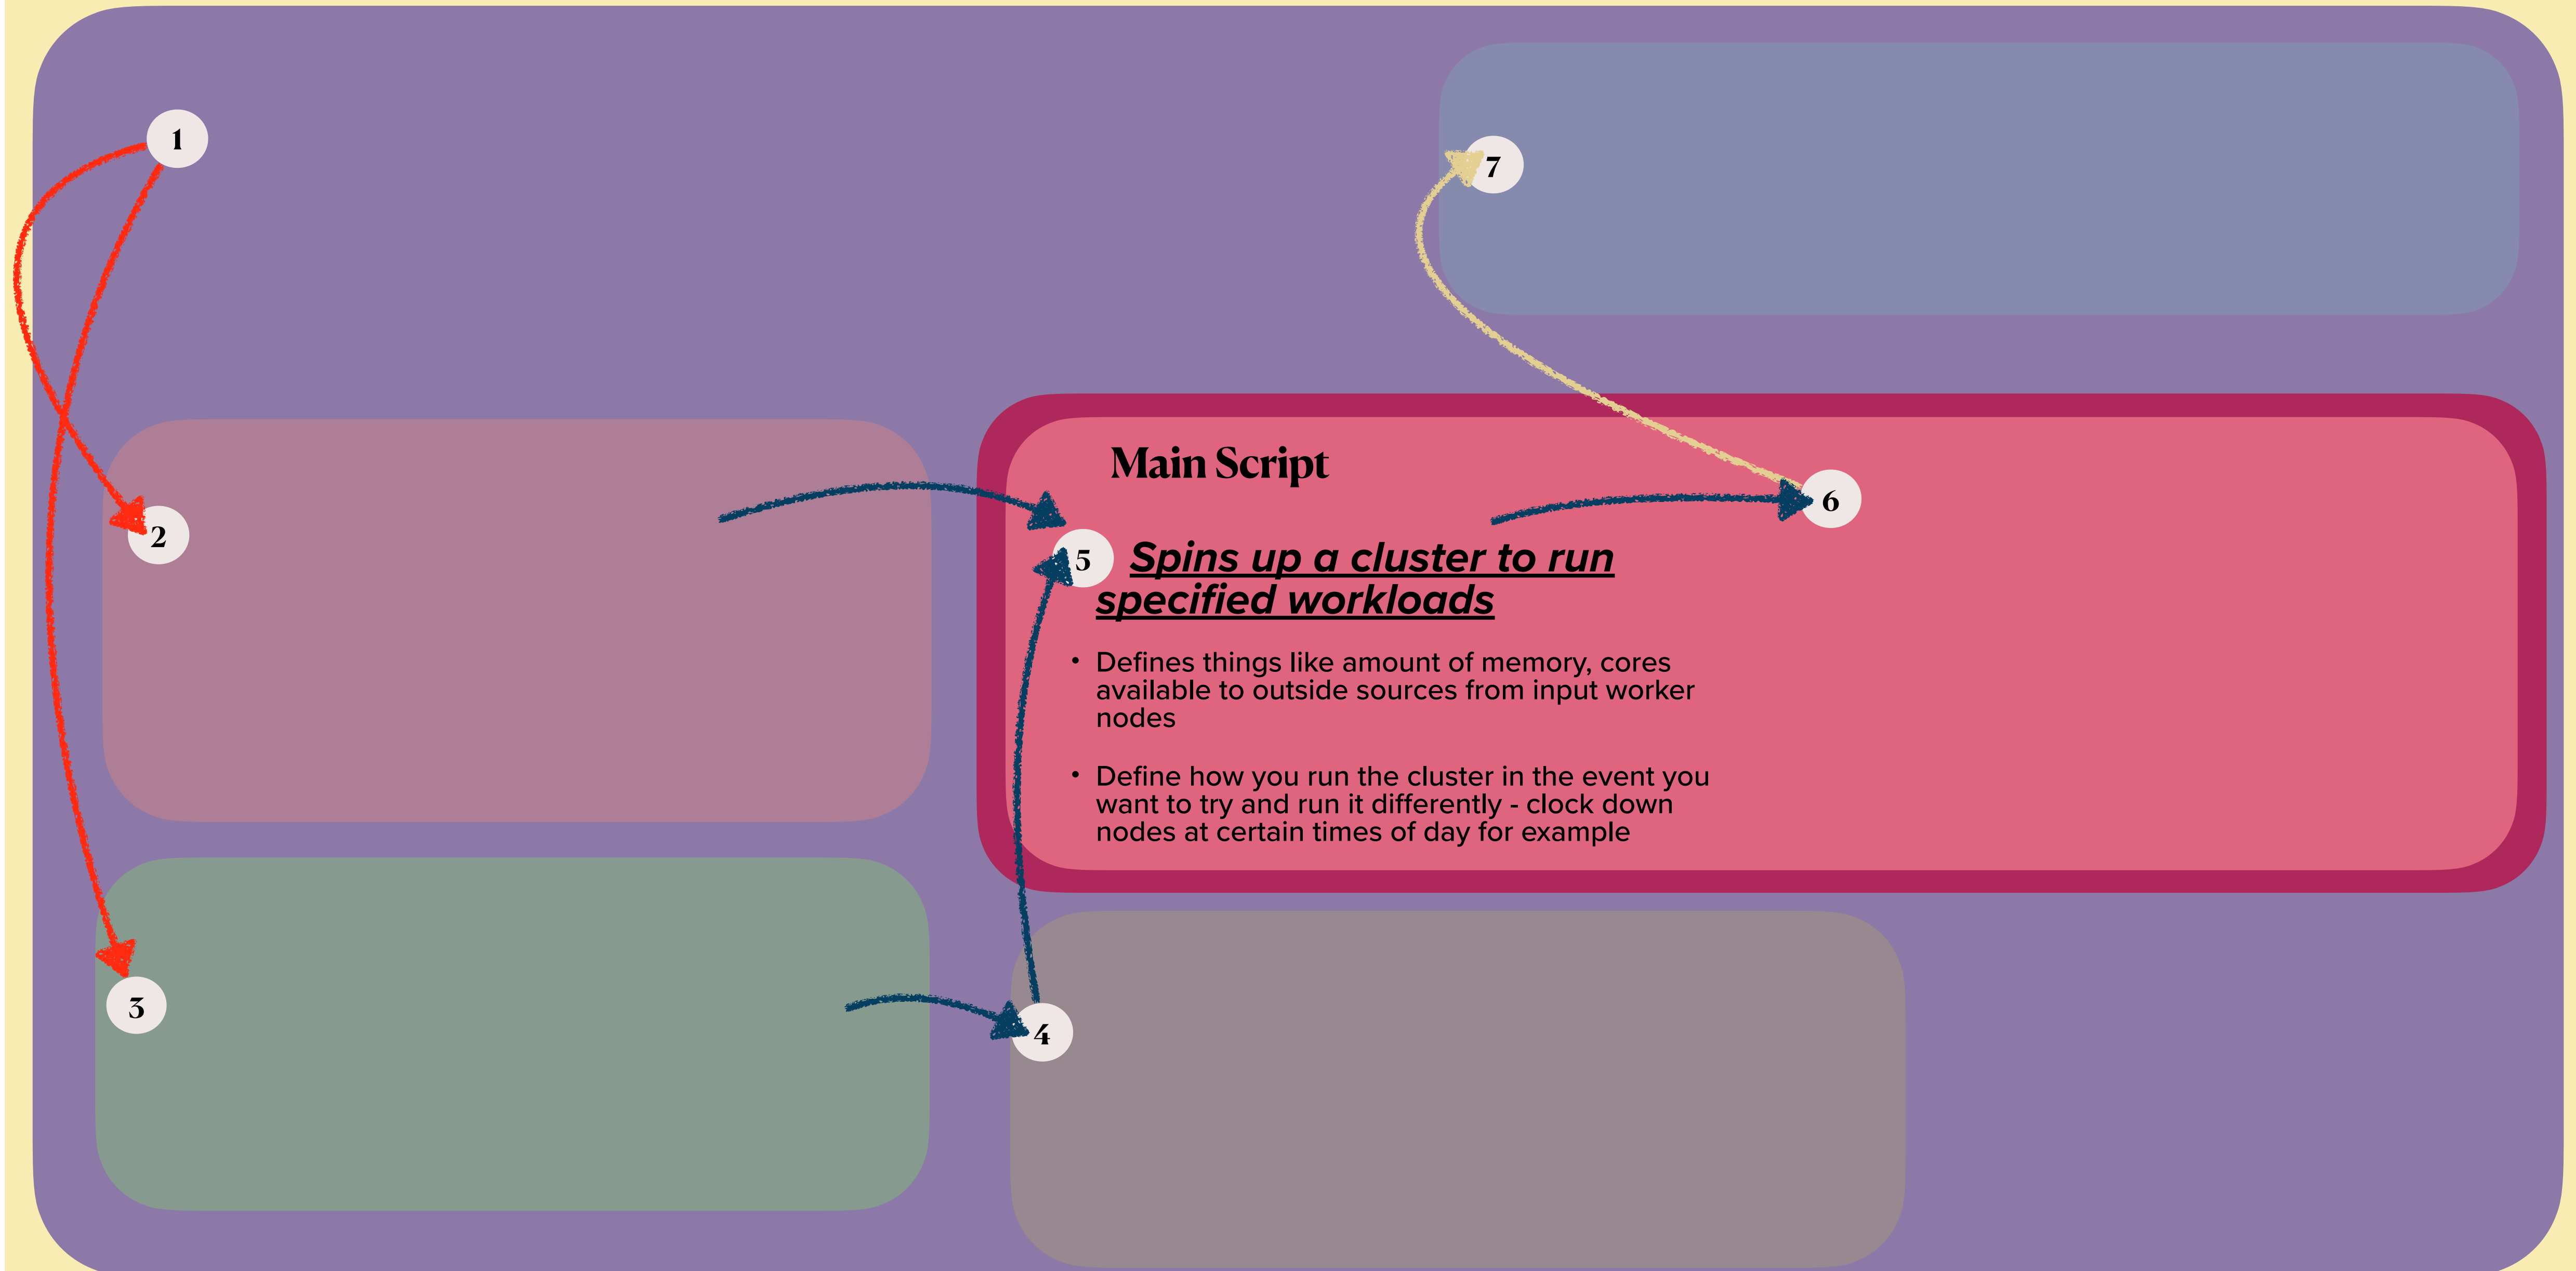 1
7
Main Script
6
2
5
Spins up a cluster to run
specified workloads
• Defines things like amount of memory, cores
available to outside sources from input worker
nodes
• Define how you run the cluster in the event you
want to try and run it differently - clock down
nodes at certain times of day for example
3
4